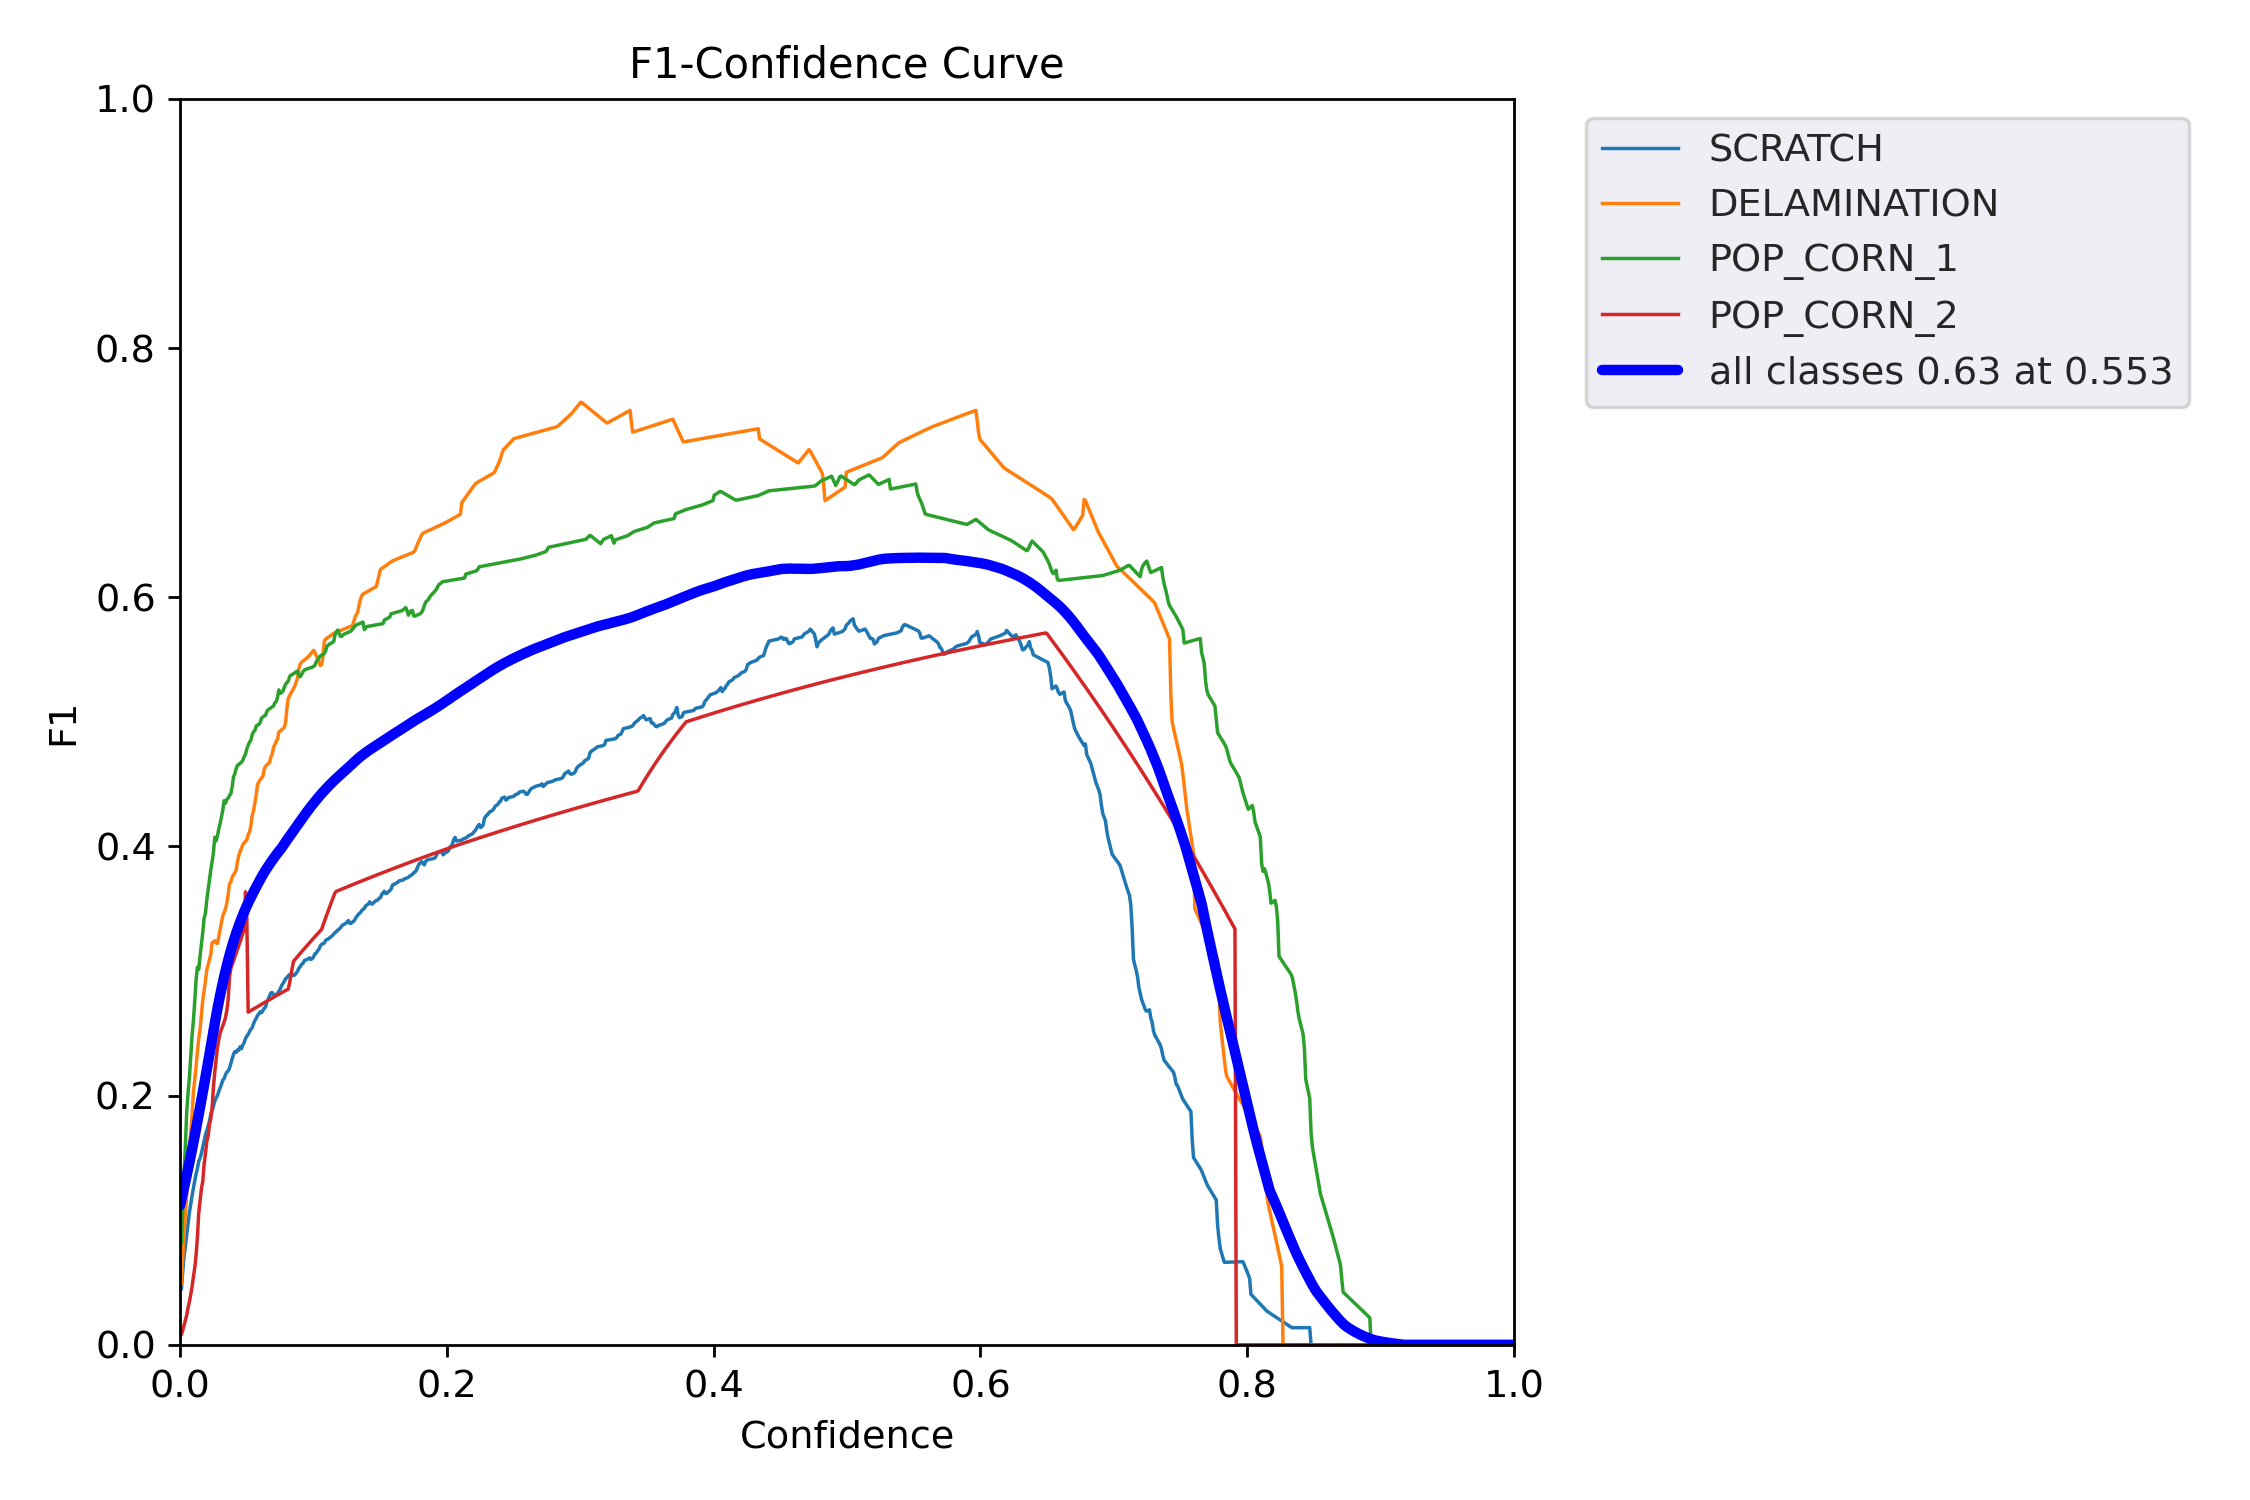 F1-Confidence Curve
1.0
0.8
0.6
0.4
0.2
0.0
F1
0.0 0.2 0.4 0.6 0.8 1.0
Confidence
SCRATCH
DELAMINATION
POP_CORN_1
POP_CORN_2
all classes 0.63 at 0.553